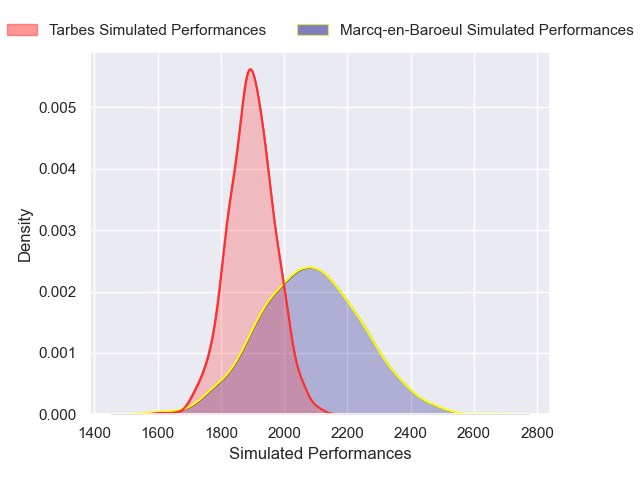 Tarbes Simulated Performances Marcq-en-Baroeul Simulated Performances
0.005
0.004
0.003
0.002
0.001
0.000
Density
1400 1600 1800 2000 2200 2400 2600 2800
Simulated Performances